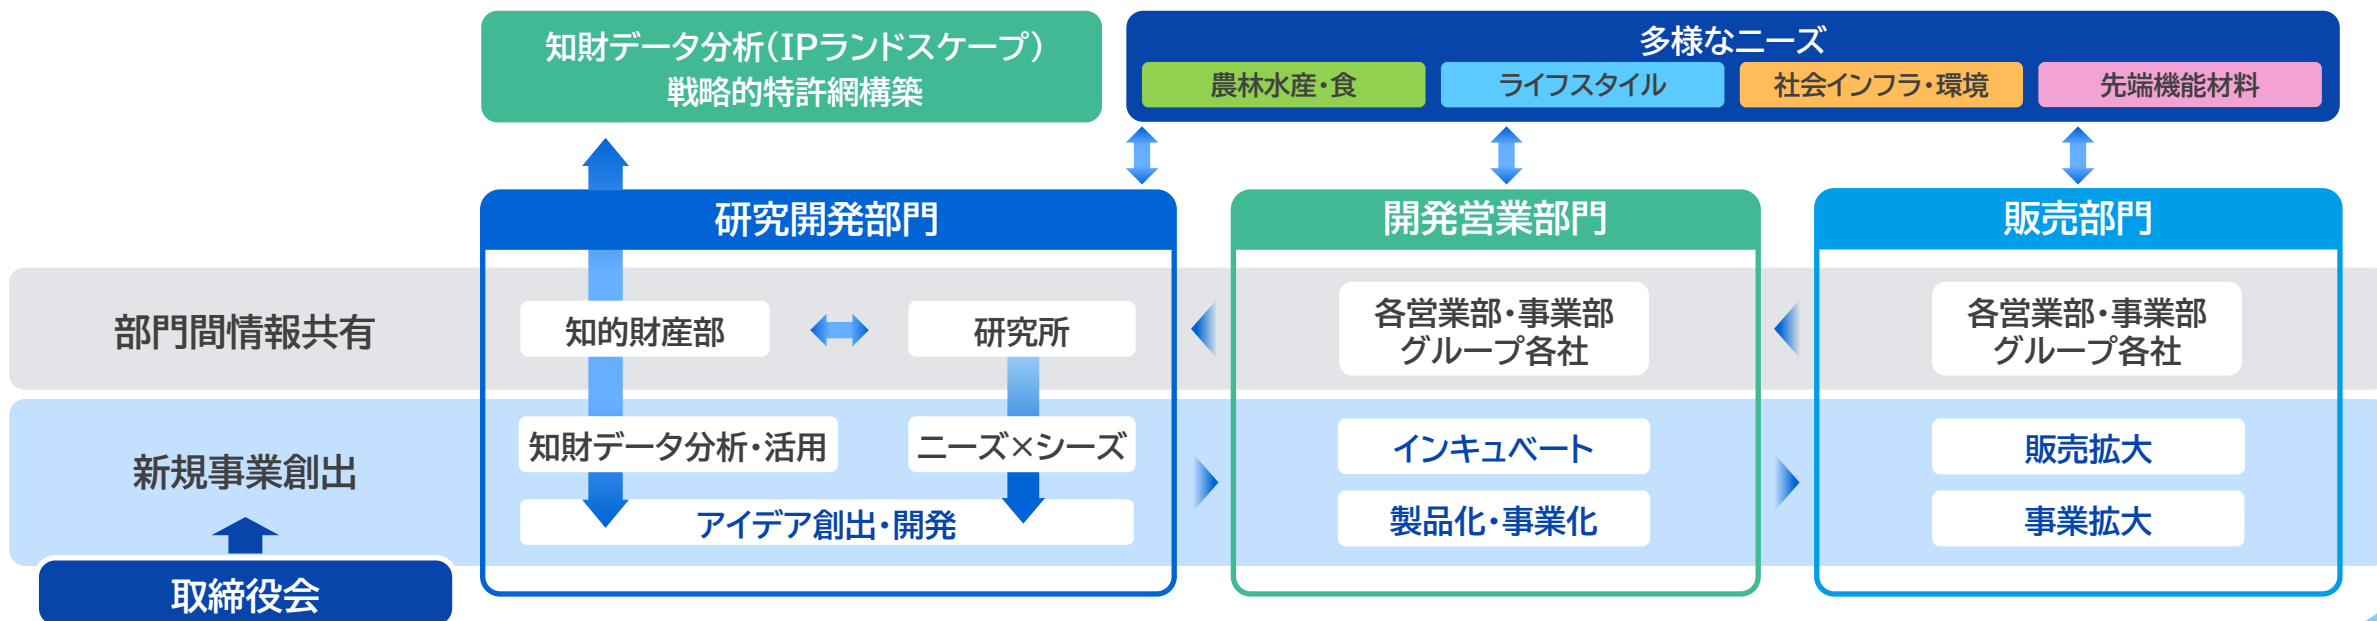 知財データ分析(IPランドスケープ)
戦略的特許網構築
多様なニーズ
農林水産・食
ライフスタイル
社会インフラ・環境
先端機能材料
研究開発部門
開発営業部門
販売部門
部門間情報共有
知的財産部
研究所
各営業部・事業部
グループ各社
各営業部・事業部
グループ各社
新規事業創出
知財データ分析・活用
ニーズ×シーズ
アイデア創出・開発
インキュベート
製品化・事業化
販売拡大
事業拡大
取締役会